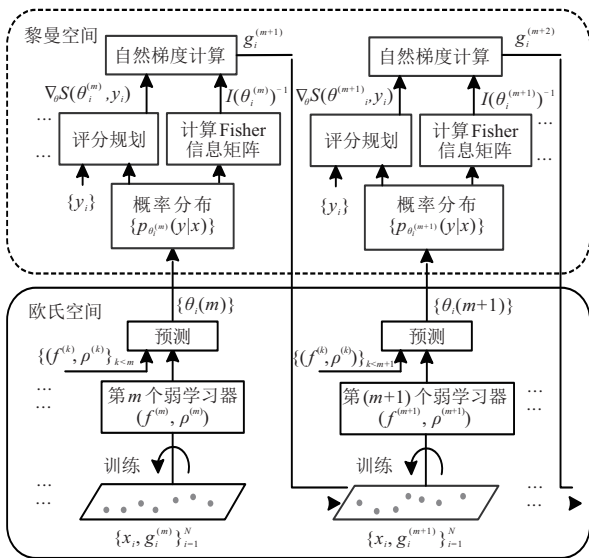 黎曼空间
自然梯度计算
g_i^{(m+1)}
自然梯度计算
g_i^{(m+2)}
∇_θS(θ_i^{(m)},y_i)
I(θ_i^{(m)})^{-1}
∇_θS(θ^{(m+1)}_i,y_i)
I(θ_i^{(m+1)})^{-1}
…
…
评分规划
计算Fisher
信息矩阵
评分规划
计算Fisher
信息矩阵
…
…
{y_i}
概率分布
{p_{θ_i^{(m)}}(y|x)}
{y_i}
概率分布
{p_{θ_i^{(m+1)}}(y|x)}
欧氏空间
{θ_i(m)}
{θ_i(m+1)}
预测
预测
{(f^{(k)}, ρ^{(k)}}_{k<m}
{(f^{(k)}, ρ^{(k)})}_{k<m+1}
…
…
第m个弱学习器
(f^{(m)}, ρ^{(m)})
第(m+1)个弱学习器
(f^{(m+1)}, ρ^{(m+1)})
…
…
训练
训练
…
…
…
…
{x_i, g_i^{(m)}}_{i=1}^N
{x_i, g_i^{(m+1)}}_{i=1}^N